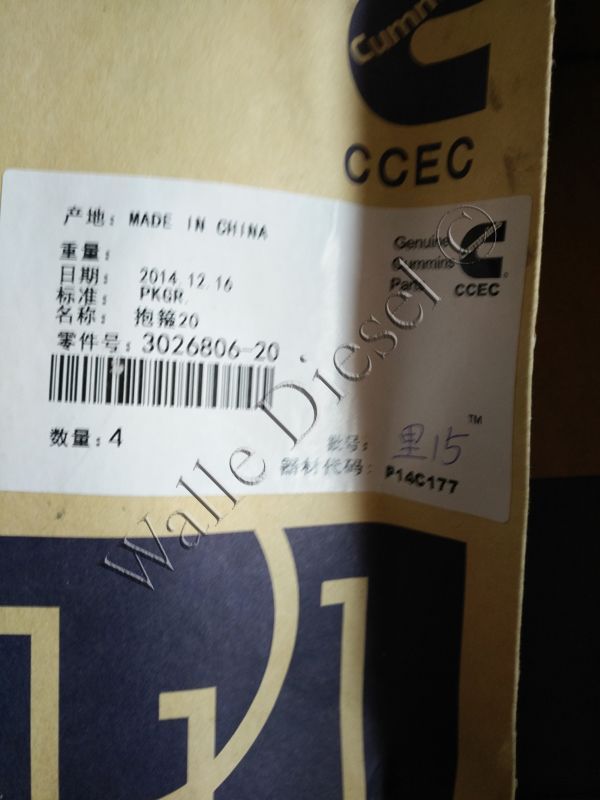 Cummins
CCEC
产地: MADE IN CHINA
重量:
日期: 2014.12.16
标准: PKGR.
名称: 抱箍20
零件号: 3026806-20
数量: 4
Genuine
Cummins
Parts
Cummins
CCEC
批号: 里15
TM
器材代码: P14C177
Walle Diesel ©